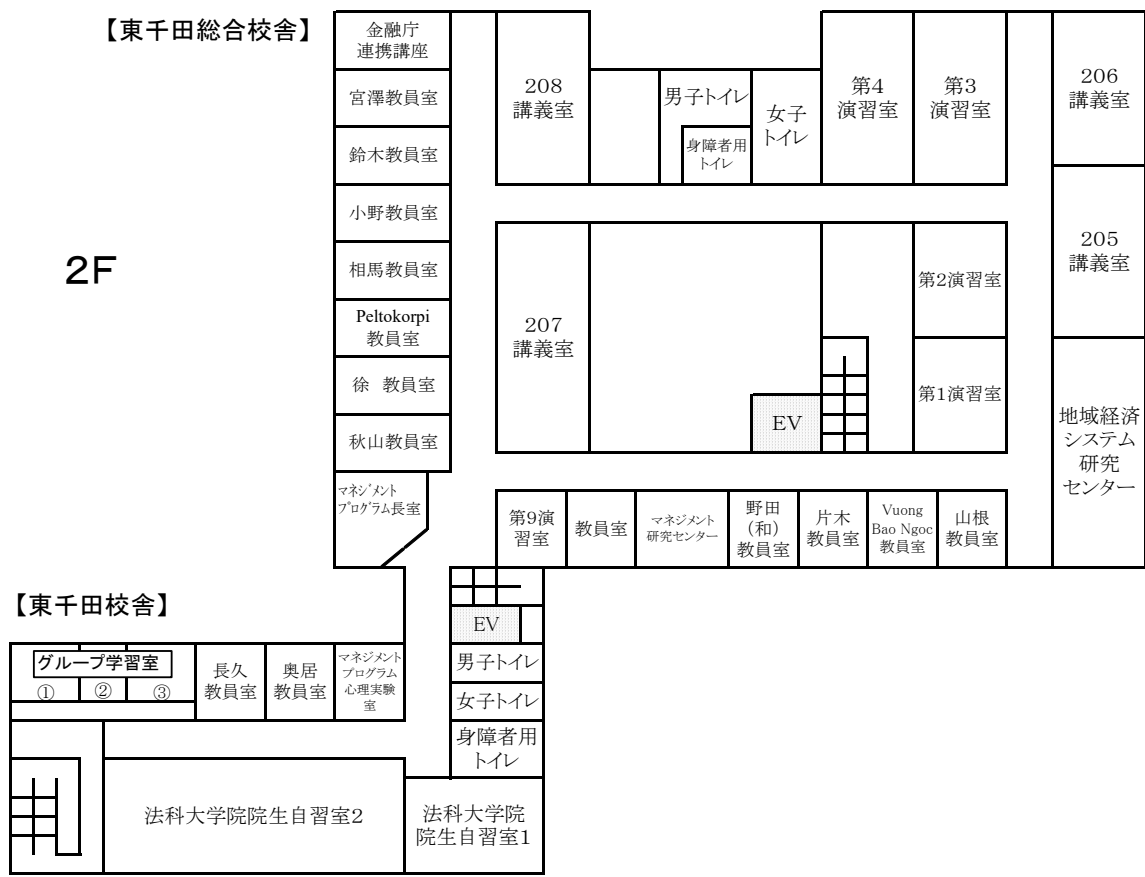 【東千田総合校舎】
2F
金融庁
連携講座
宮澤教員室
鈴木教員室
小野教員室
相馬教員室
Peltokorpi
教員室
徐 教員室
秋山教員室
マネジメント
プログラム長室
208
講義室
男子トイレ
身障者用
トイレ
女子
トイレ
第4
演習室
第3
演習室
206
講義室
205
講義室
207
講義室
EV
第2演習室
第1演習室
地域経済
システム
研究
センター
第9演
習室
教員室
マネジメント
研究センター
野田
(和)
教員室
片木
教員室
Vuong
Bao Ngoc
教員室
山根
教員室
【東千田校舎】
グループ学習室
① ② ③
長久
教員室
奥居
教員室
マネジメント
プログラム
心理実験
室
EV
男子トイレ
女子トイレ
身障者用
トイレ
法科大学院院生自習室2
法科大学院
院生自習室1